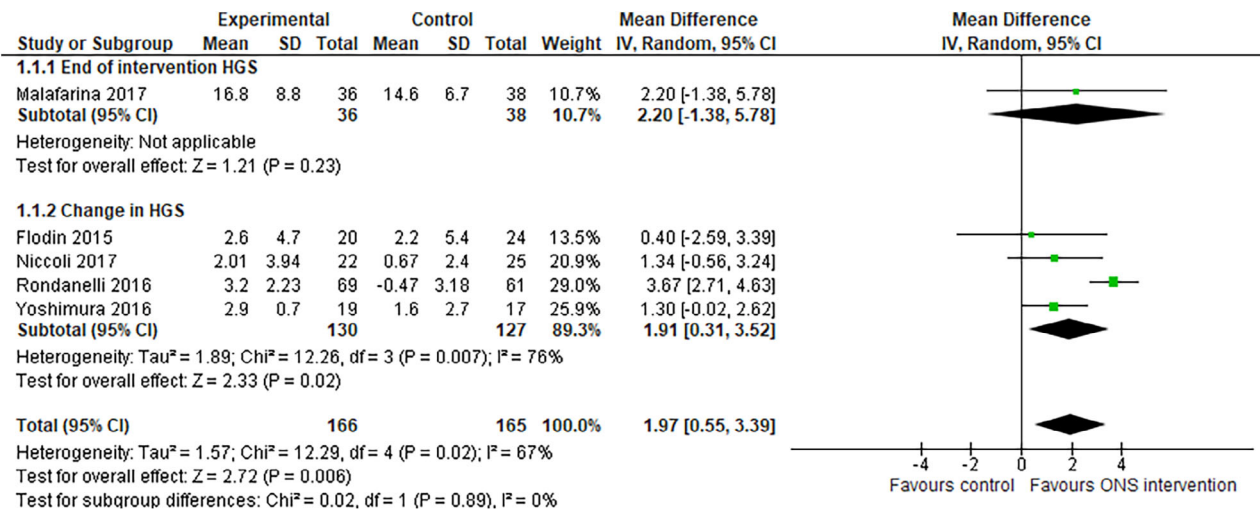 Experimental Control Mean Difference Mean Difference
Study or Subgroup Mean SD Total Mean SD Total Weight IV, Random, 95% CI IV, Random, 95% CI
1.1.1 End of intervention HGS
Malafarina 2017 16.8 8.8 36 14.6 6.7 38 10.7% 2.20 [-1.38, 5.78]
Subtotal (95% CI) 36 38 10.7% 2.20 [-1.38, 5.78]
Heterogeneity: Not applicable
Test for overall effect: Z = 1.21 (P = 0.23)
1.1.2 Change in HGS
Flodin 2015 2.6 4.7 20 2.2 5.4 24 13.5% 0.40 [-2.59, 3.39]
Niccoli 2017 2.01 3.94 22 0.67 2.4 25 20.9% 1.34 [-0.56, 3.24]
Rondanelli 2016 3.2 2.23 69 -0.47 3.18 61 29.0% 3.67 [2.71, 4.63]
Yoshimura 2016 2.9 0.7 19 1.6 2.7 17 25.9% 1.30 [-0.02, 2.62]
Subtotal (95% CI) 130 127 89.3% 1.91 [0.31, 3.52]
Heterogeneity: Tau² = 1.89; Chi² = 12.26, df = 3 (P = 0.007); I² = 76%
Test for overall effect: Z = 2.33 (P = 0.02)
Total (95% CI) 166 165 100.0% 1.97 [0.55, 3.39]
Heterogeneity: Tau² = 1.57; Chi² = 12.29, df = 4 (P = 0.02); I² = 67%
Test for overall effect: Z = 2.72 (P = 0.006)
Test for subgroup differences: Chi² = 0.02, df = 1 (P = 0.89), I² = 0%
-4 -2 0 2 4
Favours control Favours ONS intervention